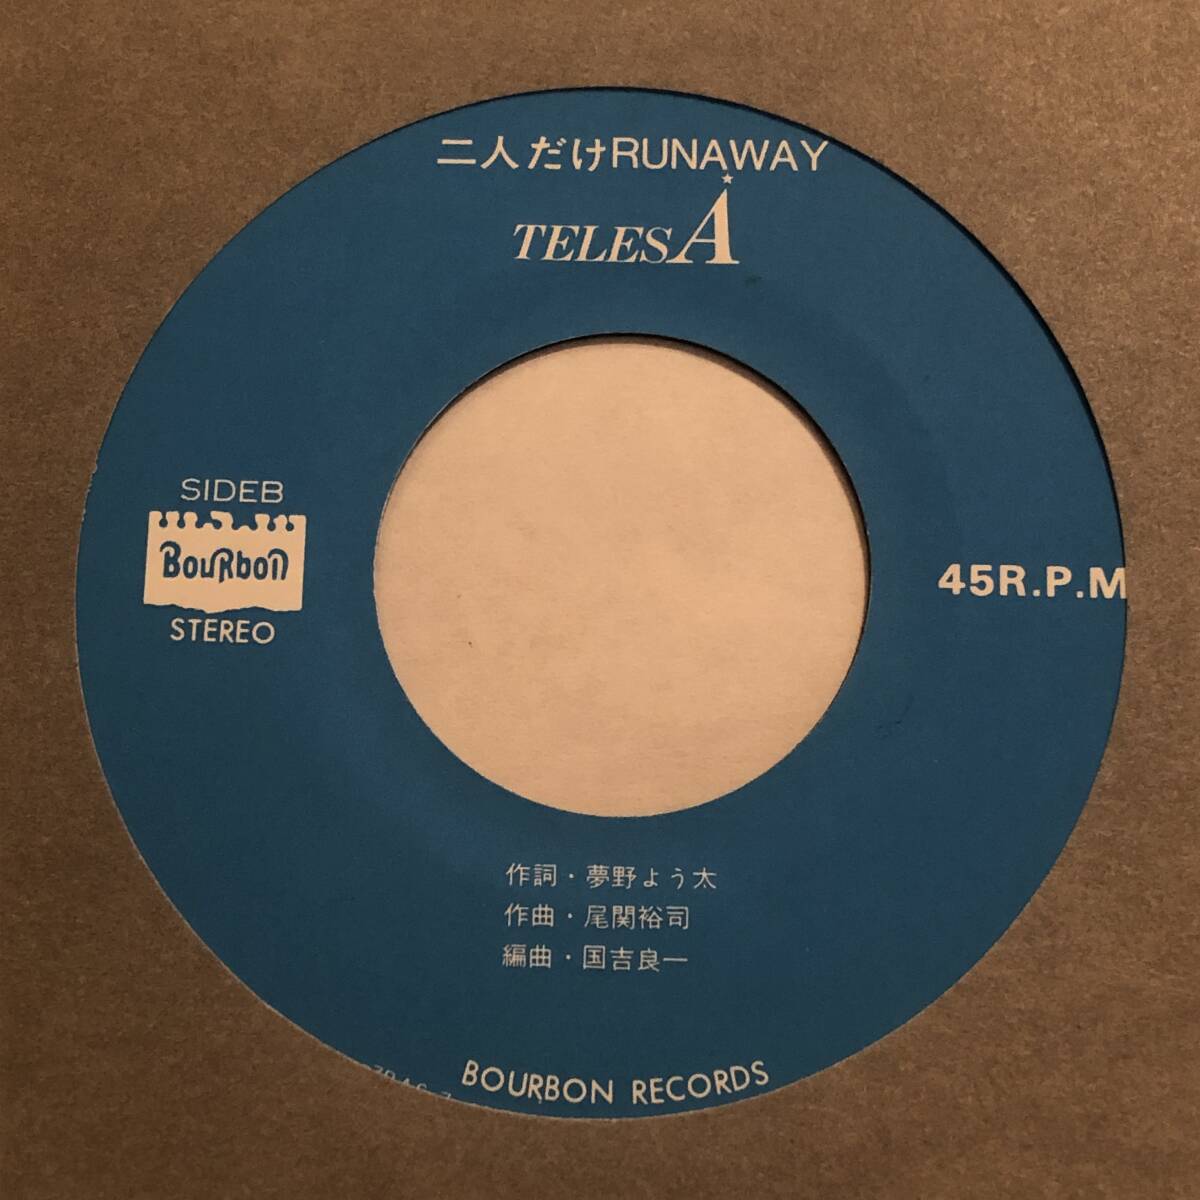 二人だけRUNAWAY
TELESA
SIDEB
BouRbon
STEREO
45R.P.M
作詞・夢野よう太
作曲・尾関裕司
編曲・国吉良一
BOURBON RECORDS